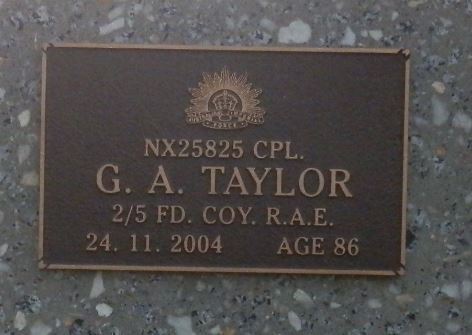 NX25825 CPL.
G. A. TAYLOR
2/5 FD. COY. R.A.E.
24. 11. 2004 AGE 86